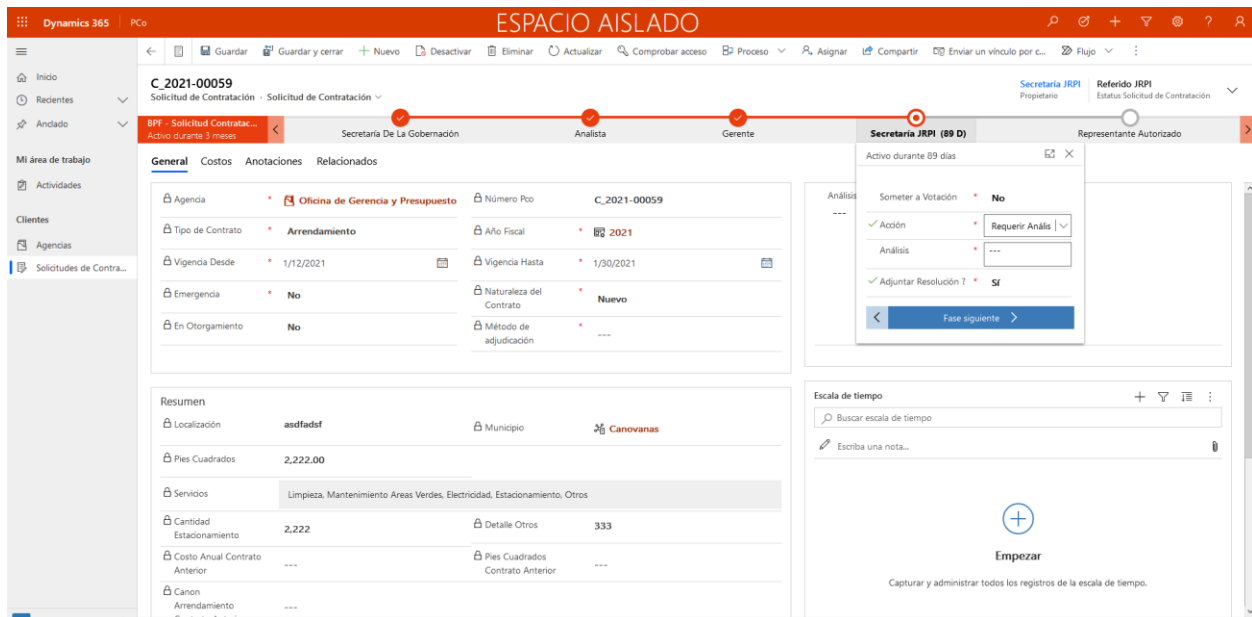 Dynamics 365 PCo ESPACIO AISLADO
Guardar Guardar y cerrar Nuevo Desactivar Eliminar Actualizar Comprobar acceso Proceso Asignar Compartir Enviar un vínculo por c... Flujo
Inicio
Recientes
Anclado
Mi área de trabajo
Actividades
Clientes
Agencias
Solicitudes de Contra...
C_2021-00059
Solicitud de Contratación · Solicitud de Contratación
Secretaría JRPI
Propietario
Referido JRPI
Estatus Solicitud de Contratación
BPF - Solicitud Contratac...
Activo durante 3 meses
Secretaría De La Gobernación Analista Gerente Secretaría JRPI (89 D) Representante Autorizado
General Costos Anotaciones Relacionados
Agencia * Oficina de Gerencia y Presupuesto Número Pco C_2021-00059
Tipo de Contrato * Arrendamiento Año Fiscal * 2021
Vigencia Desde * 1/12/2021 Vigencia Hasta * 1/30/2021
Emergencia * No Naturaleza del Contrato * Nuevo
En Otorgamiento No Método de adjudicación * ---
Análisis
---
Activo durante 89 días
Someter a Votación * No
Acción * Requerir Anális
Análisis * ---
Adjuntar Resolución ? * Sí
Fase siguiente
Resumen
Localización asdfadsf Municipio Canovanas
Pies Cuadrados 2,222.00
Servicios Limpieza, Mantenimiento Areas Verdes, Electricidad, Estacionamiento, Otros
Cantidad Estacionamiento 2,222 Detalle Otros 333
Costo Anual Contrato Anterior --- Pies Cuadrados Contrato Anterior ---
Canon
Arrendamiento ---
Escala de tiempo
Buscar escala de tiempo
Escriba una nota...
Empezar
Capturar y administrar todos los registros de la escala de tiempo.